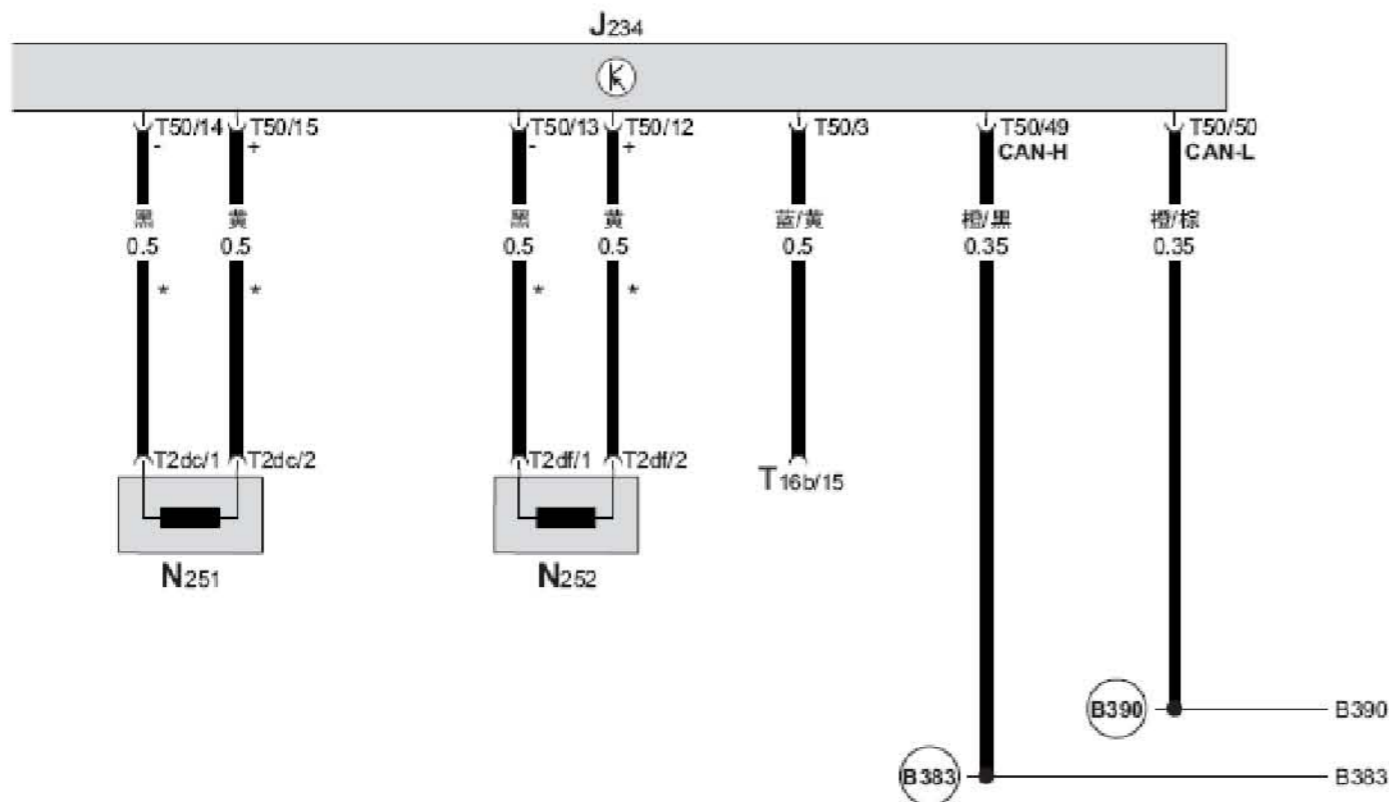 J234
T50/14 T50/15 T50/13 T50/12 T50/3 T50/49 T50/50
- + - + CAN-H CAN-L
黑 黄 黑 黄 蓝/黄 橙/黑 橙/棕
0.5 0.5 0.5 0.5 0.5 0.35 0.35
* * * *
T2dc/1 T2dc/2 T2df/1 T2df/2
T16b/15
N251 N252
B390 B390
B383 B383